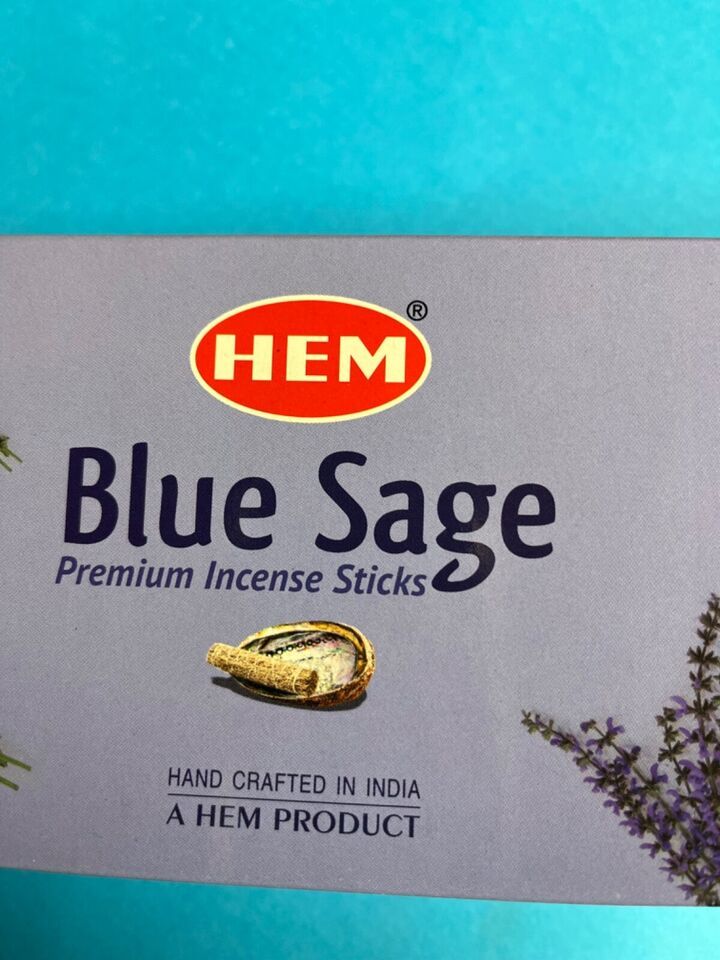 HEM®
Blue Sage
Premium Incense Sticks
HAND CRAFTED IN INDIA
A HEM PRODUCT